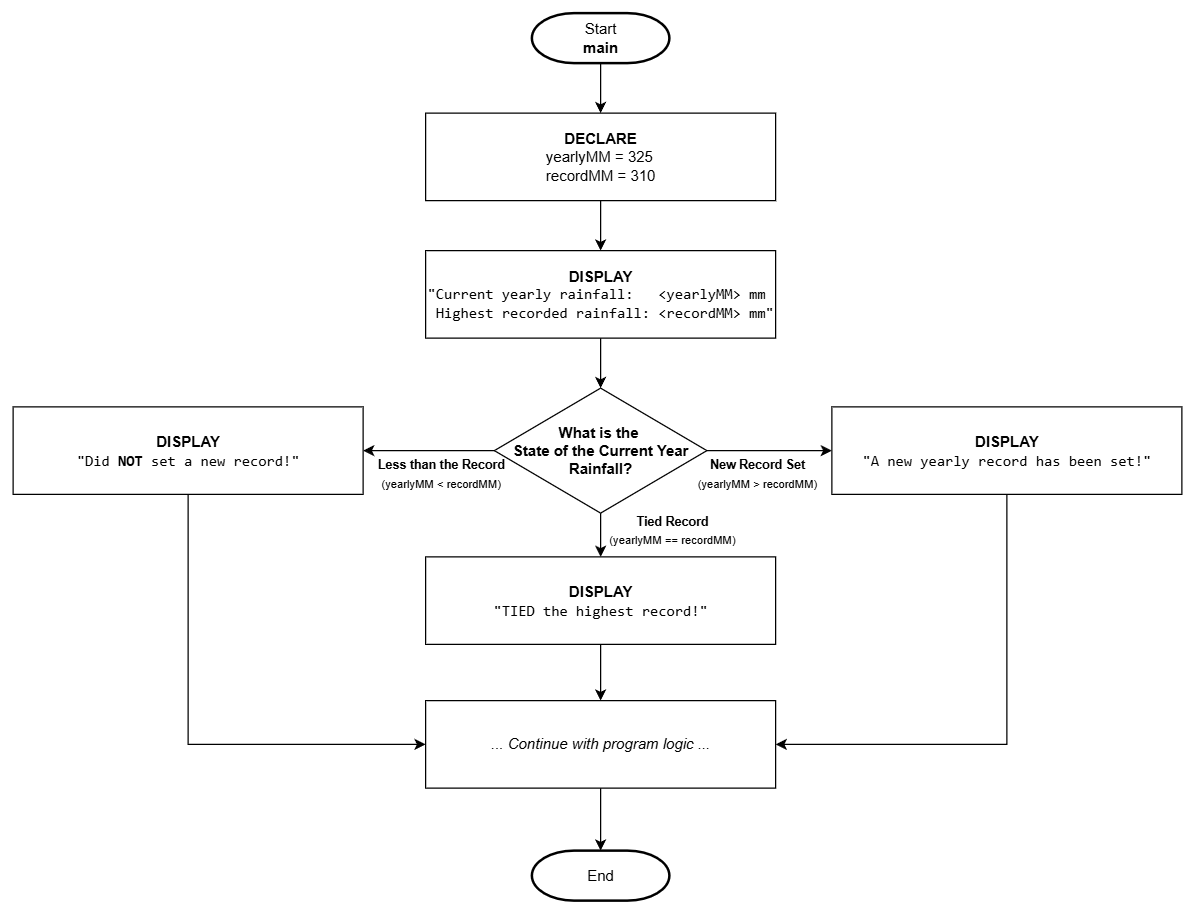 Start
main
DECLARE
yearlyMM = 325
recordMM = 310
DISPLAY
"Current yearly rainfall:   <yearlyMM> mm
Highest recorded rainfall: <recordMM> mm"
What is the
State of the Current Year
Rainfall?
DISPLAY
"Did NOT set a new record!"
Less than the Record
(yearlyMM < recordMM)
New Record Set
(yearlyMM > recordMM)
DISPLAY
"A new yearly record has been set!"
Tied Record
(yearlyMM == recordMM)
DISPLAY
"TIED the highest record!"
... Continue with program logic ...
End